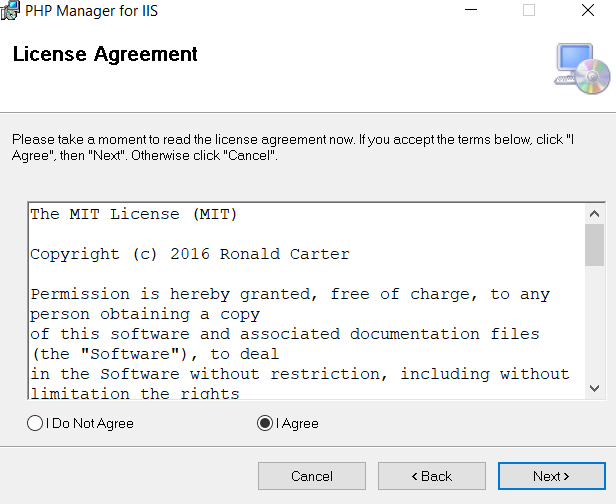 PHP Manager for IIS
License Agreement
Please take a moment to read the license agreement now. If you accept the terms below, click "I
Agree", then "Next". Otherwise click "Cancel".
The MIT License (MIT)
Copyright (c) 2016 Ronald Carter
Permission is hereby granted, free of charge, to any
person obtaining a copy
of this software and associated documentation files
(the "Software"), to deal
in the Software without restriction, including without
limitation the rights
I Do Not Agree
I Agree
Cancel
< Back
Next >